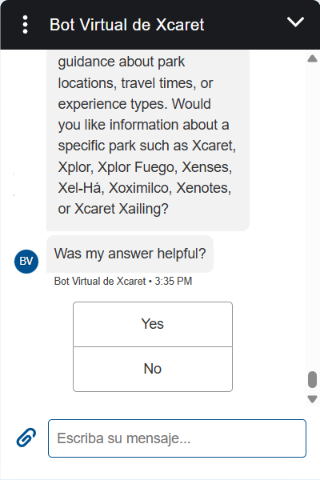 Bot Virtual de Xcaret
guidance about park
locations, travel times, or
experience types. Would
you like information about a
specific park such as Xcaret,
Xplor, Xplor Fuego, Xenses,
Xel-Há, Xoximilco, Xenotes,
or Xcaret Xailing?
Was my answer helpful?
BV
Bot Virtual de Xcaret • 3:35 PM
Yes
No
Escriba su mensaje...